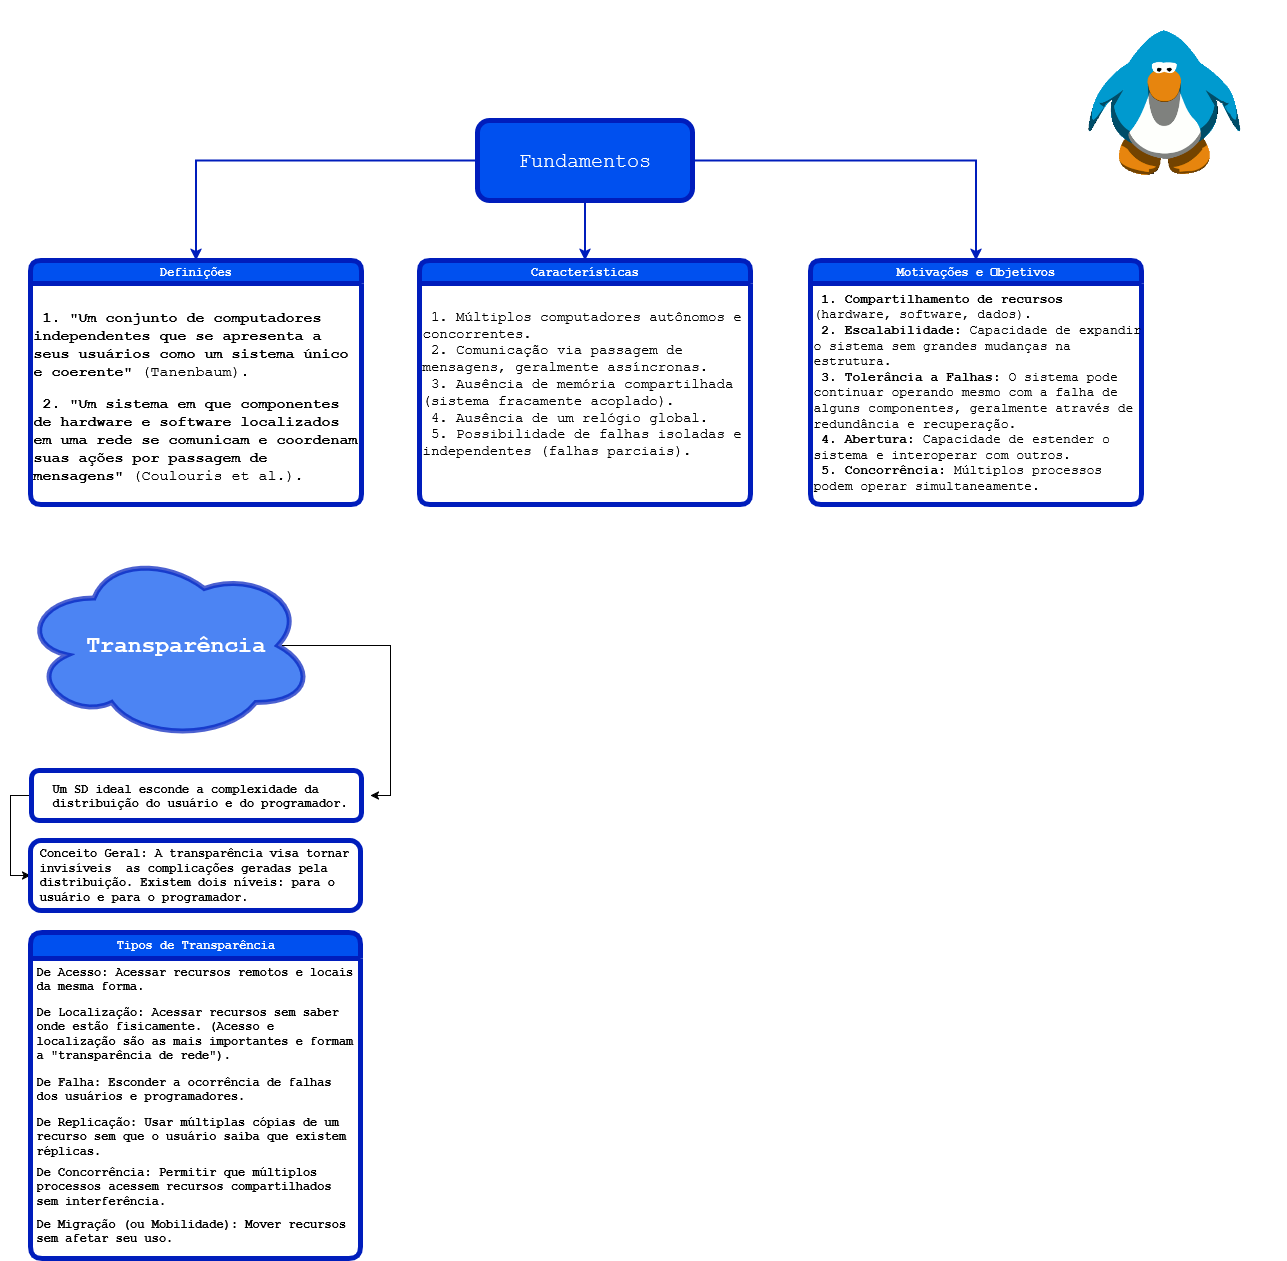 Fundamentos
Definições
1. "Um conjunto de computadores
independentes que se apresenta a
seus usuários como um sistema único
e coerente" (Tanenbaum).
2. "Um sistema em que componentes
de hardware e software localizados
em uma rede se comunicam e coordenam
suas ações por passagem de
mensagens" (Coulouris et al.).
Características
1. Múltiplos computadores autônomos e
concorrentes.
2. Comunicação via passagem de
mensagens, geralmente assíncronas.
3. Ausência de memória compartilhada
(sistema fracamente acoplado).
4. Ausência de um relógio global.
5. Possibilidade de falhas isoladas e
independentes (falhas parciais).
Motivações e Objetivos
1. Compartilhamento de recursos
(hardware, software, dados).
2. Escalabilidade: Capacidade de expandir
o sistema sem grandes mudanças na
estrutura.
3. Tolerância a Falhas: O sistema pode
continuar operando mesmo com a falha de
alguns componentes, geralmente através de
redundância e recuperação.
4. Abertura: Capacidade de estender o
sistema e interoperar com outros.
5. Concorrência: Múltiplos processos
podem operar simultaneamente.
Transparência
Um SD ideal esconde a complexidade da
distribuição do usuário e do programador.
Conceito Geral: A transparência visa tornar
invisíveis  as complicações geradas pela
distribuição. Existem dois níveis: para o
usuário e para o programador.
Tipos de Transparência
De Acesso: Acessar recursos remotos e locais
da mesma forma.
De Localização: Acessar recursos sem saber
onde estão fisicamente. (Acesso e
localização são as mais importantes e formam
a "transparência de rede").
De Falha: Esconder a ocorrência de falhas
dos usuários e programadores.
De Replicação: Usar múltiplas cópias de um
recurso sem que o usuário saiba que existem
réplicas.
De Concorrência: Permitir que múltiplos
processos acessem recursos compartilhados
sem interferência.
De Migração (ou Mobilidade): Mover recursos
sem afetar seu uso.